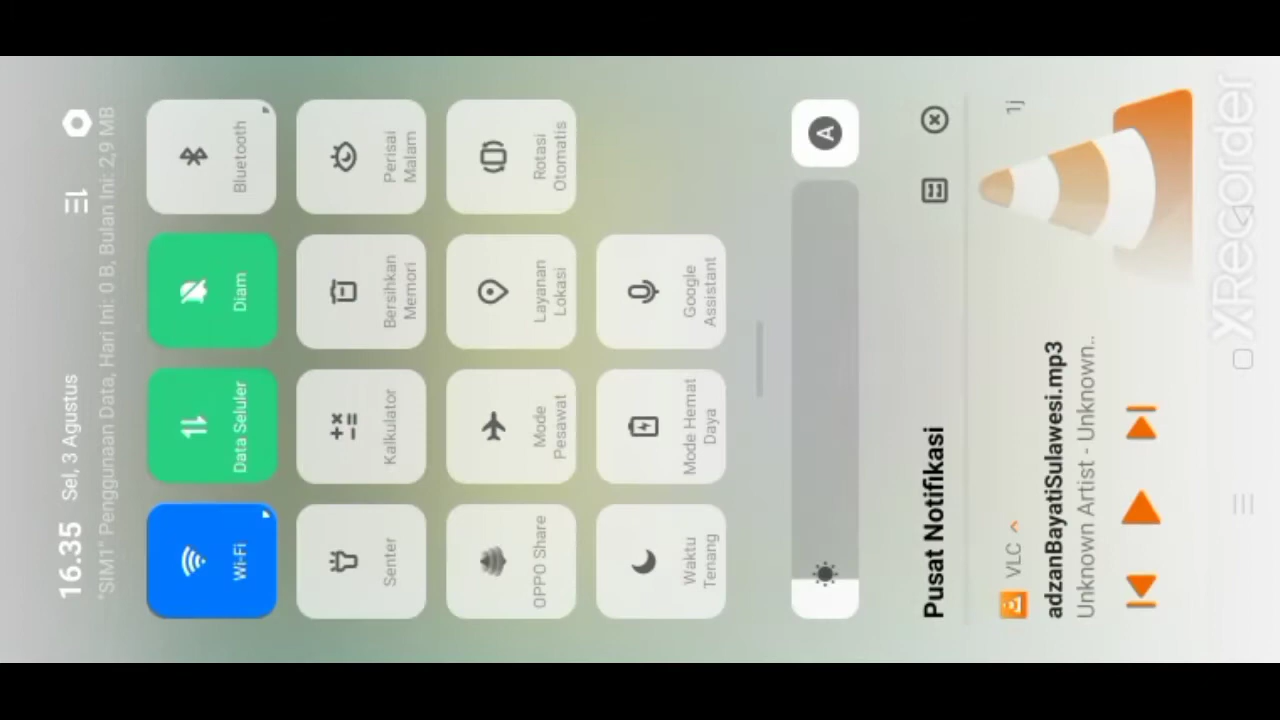 16.35 Sel, 3 Agustus
"SIM1" Penggunaan Data, Hari Ini: 0 B, Bulan Ini: 2,9 MB
Wi-Fi
Data Seluler
Diam
Bluetooth
Senter
Kalkulator
Bersihkan
Memori
Perisai
Malam
OPPO Share
Mode
Pesawat
Layanan
Lokasi
Rotasi
Otomatis
Waktu
Tenang
Mode Hemat
Daya
Google
Assistant
A
Pusat Notifikasi
VLC
1j
adzanBayatiSulawesi.mp3
Unknown Artist - Unknown..
XRecorder